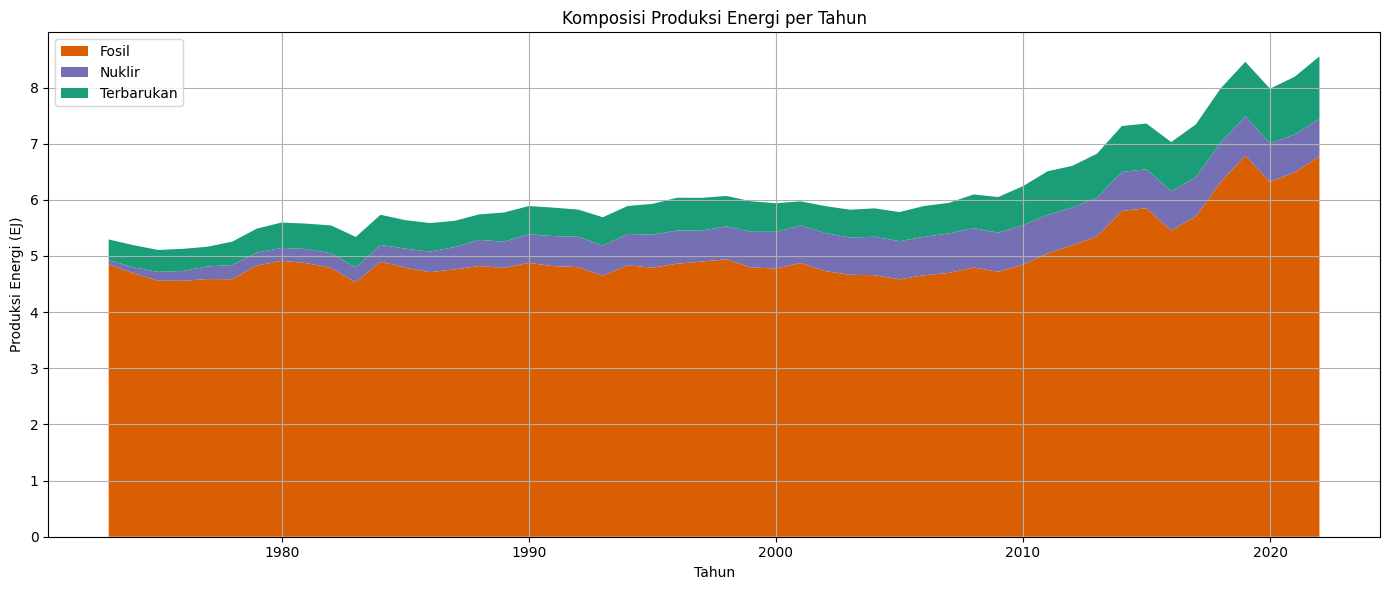 Komposisi Produksi Energi per Tahun
Fosil
Nuklir
Terbarukan
Produksi Energi (EJ)
8
7
6
5
4
3
2
1
0
1980
1990
2000
2010
2020
Tahun